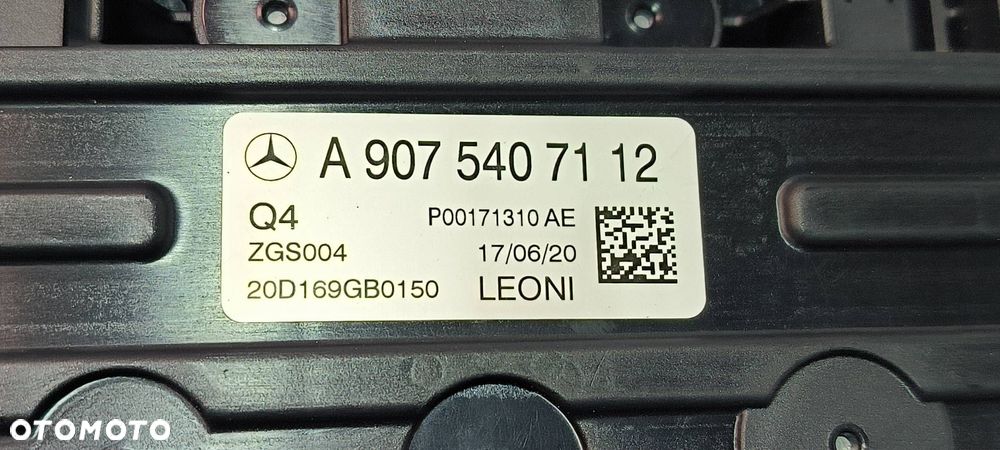 A 907 540 71 12
Q4 P00171310 AE
ZGS004 17/06/20
20D169GB0150 LEONI
OTOMOTO